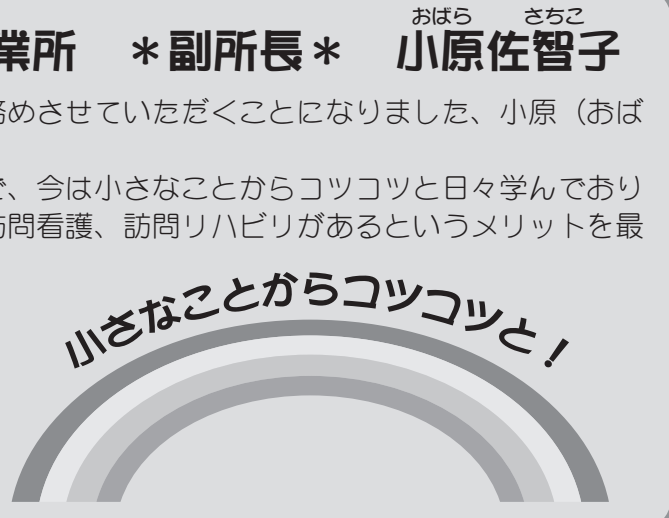 おばら さちこ
業所 ＊副所長＊ 小原佐智子
務めさせていただくことになりました、小原（おば
で、今は小さなことからコツコツと日々学んでおり
訪問看護、訪問リハビリがあるというメリットを最
小さなことからコツコツと！